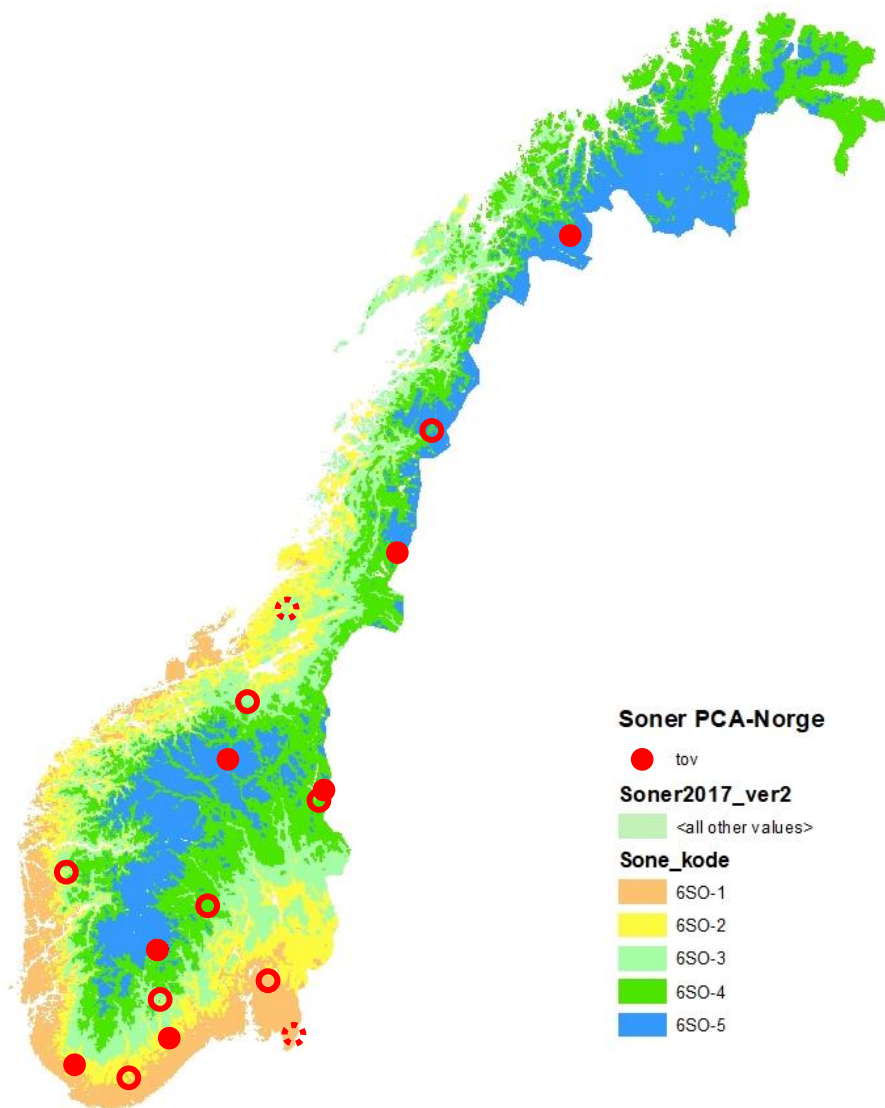 Soner PCA-Norge
tov
Soner2017_ver2
<all other values>
Sone_kode
6SO-1
6SO-2
6SO-3
6SO-4
6SO-5